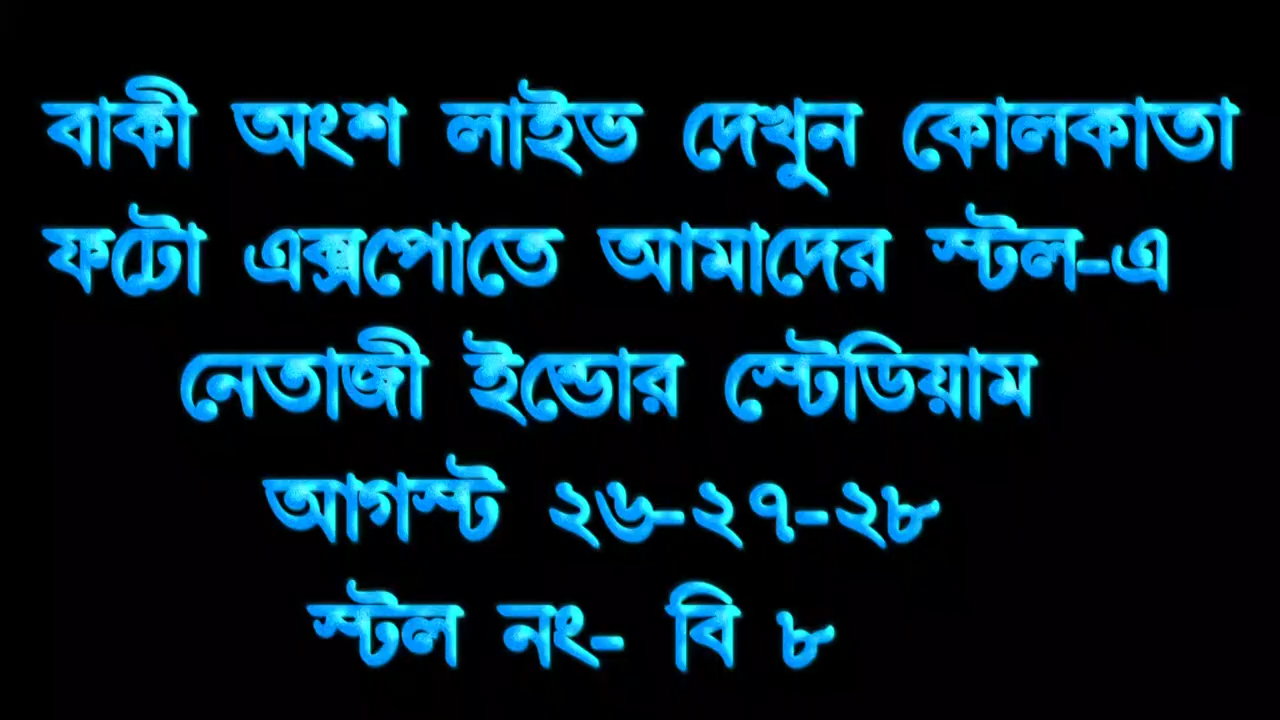 বাকী অংশ লাইভ দেখুন কোলকাতা
ফটো এক্সপোতে আমাদের স্টল-এ
নেতাজী ইন্ডোর স্টেডিয়াম
আগস্ট ২৬-২৭-২৮
স্টল নং- বি ৮